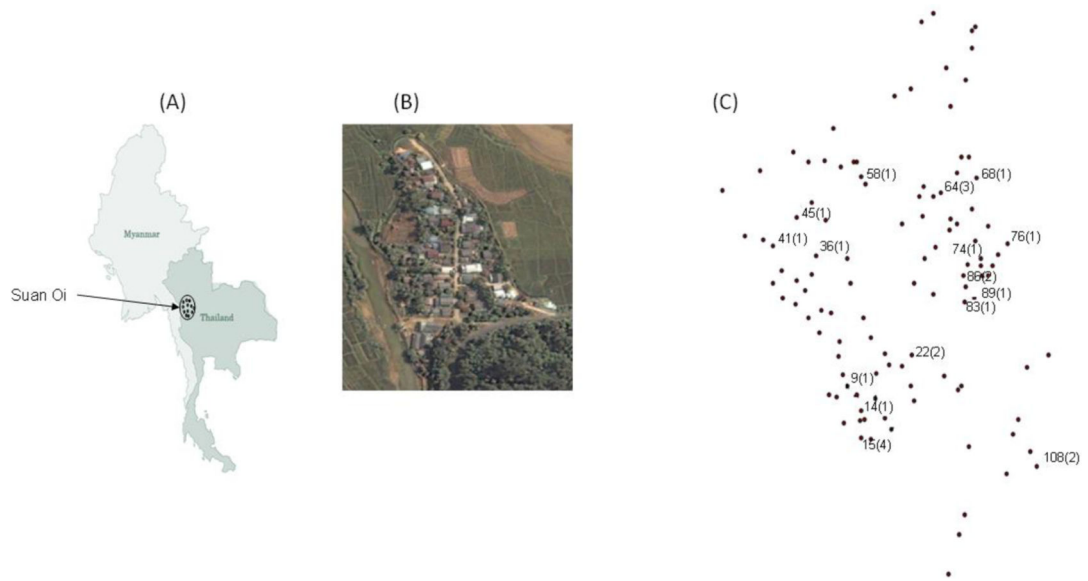 (A)
(B)
(C)
Myanmar
Suan Oi
Thailand
58(1)
68(1)
64(3)
45(1)
41(1)
36(1)
74(1)
76(1)
89(1)
83(1)
22(2)
9(1)
14(1)
15(4)
108(2)